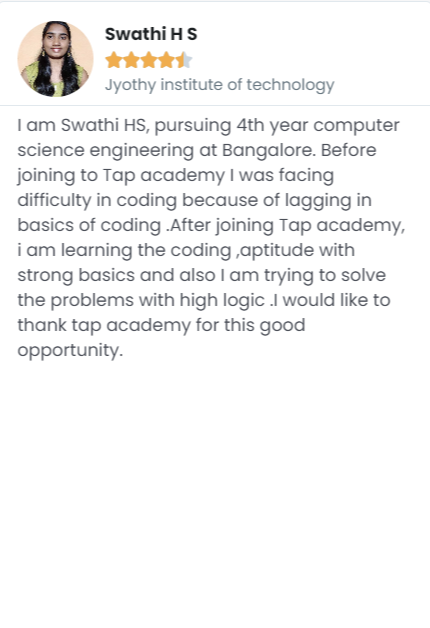 Swathi H S
Jyothy institute of technology
I am Swathi HS, pursuing 4th year computer
science engineering at Bangalore. Before
joining to Tap academy I was facing
difficulty in coding because of lagging in
basics of coding .After joining Tap academy,
i am learning the coding ,aptitude with
strong basics and also I am trying to solve
the problems with high logic .I would like to
thank tap academy for this good
opportunity.